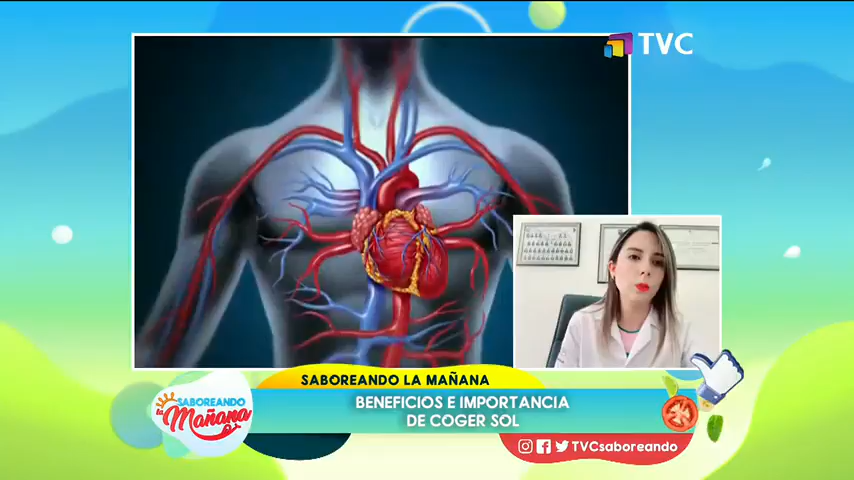 TVC
SABOREANDO LA MAÑANA
SABOREANDO
la Mañana
BENEFICIOS E IMPORTANCIA
DE COGER SOL
TVCsaboreando